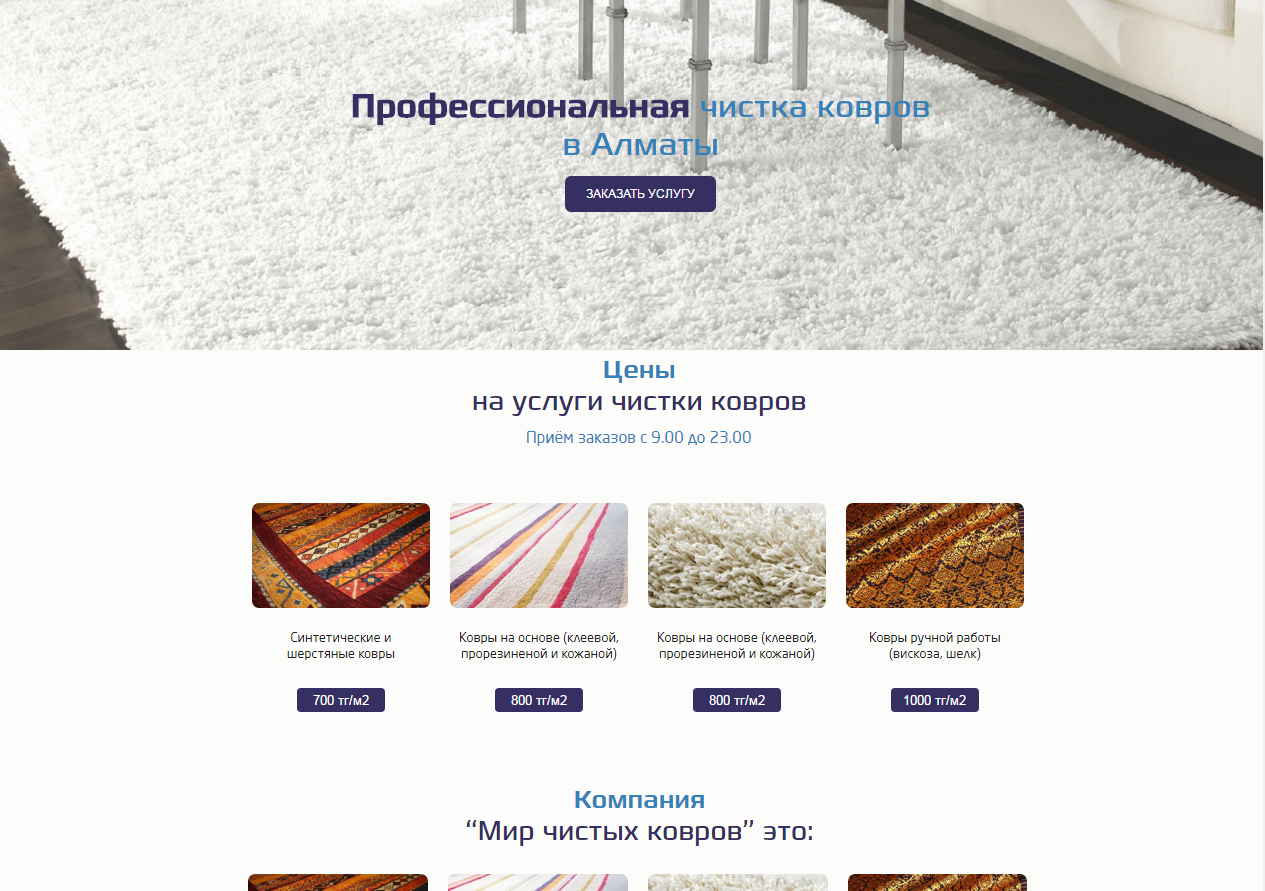 Профессиональная чистка ковров
в Алматы
ЗАКАЗАТЬ УСЛУГУ
Цены
на услуги чистки ковров
Приём заказов с 9.00 до 23.00
Синтетические и
шерстяные ковры
700 тг/м2
Ковры на основе (клеевой,
прорезиненой и кожаной)
800 тг/м2
Ковры на основе (клеевой,
прорезиненой и кожаной)
800 тг/м2
Ковры ручной работы
(вискоза, шелк)
1000 тг/м2
Компания
“Мир чистых ковров” это: